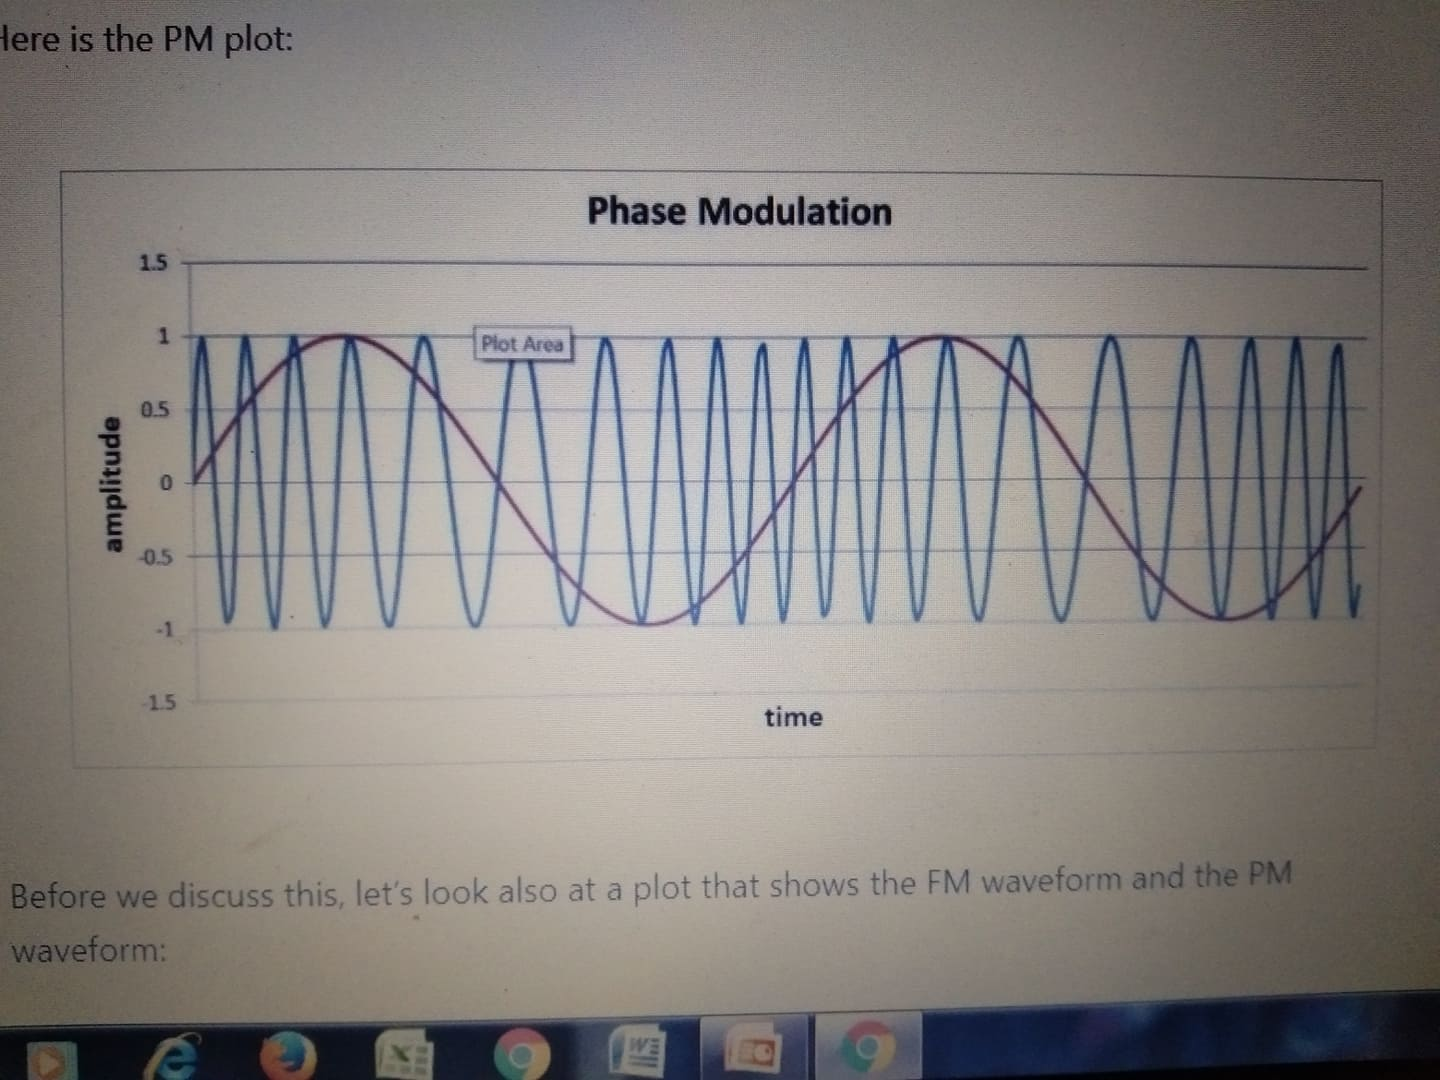 Here is the PM plot:
Phase Modulation
1.5
1
0.5
0
-0.5
-1
-1.5
amplitude
Plot Area
time
Before we discuss this, let's look also at a plot that shows the FM waveform and the PM
waveform: